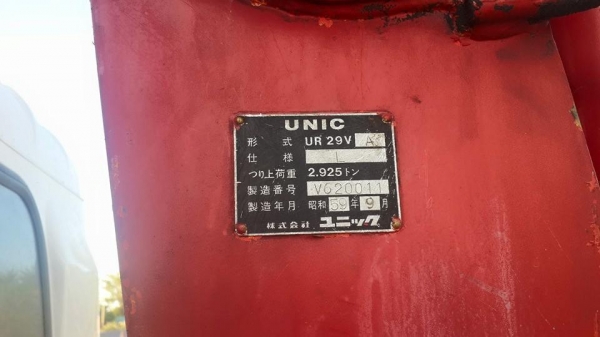 UNIC
形式 UR 29V A
仕様 L
つり上荷重 2.925トン
製造番号 V620011
製造年月 昭和59年9月
株式会社 ユニック